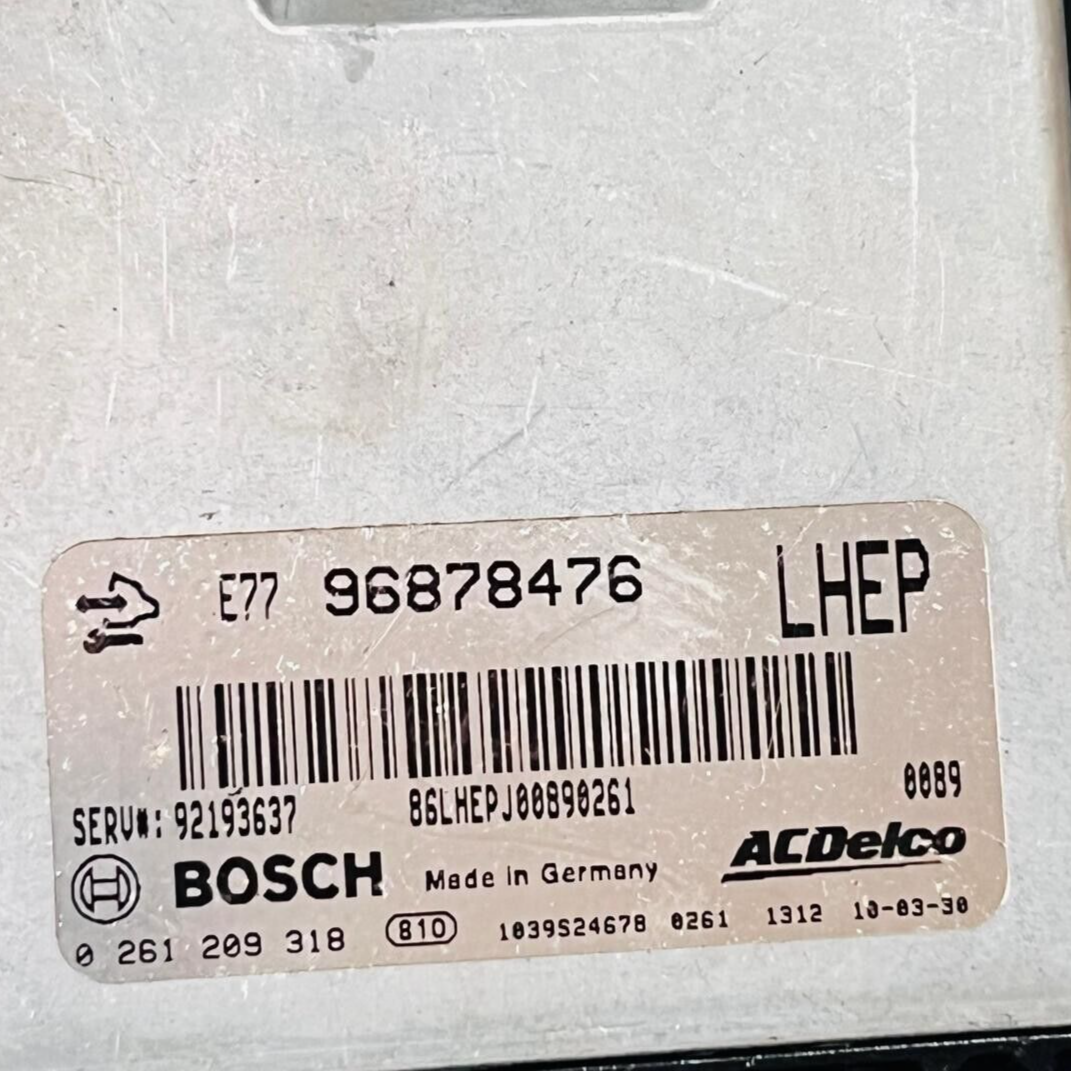 E77 96878476 LHEP
SERV#: 92193637 86LHEPJ00890261 0089
BOSCH Made in Germany ACDelco
0 261 209 318 810 1039S24678 0261 1312 10-03-30